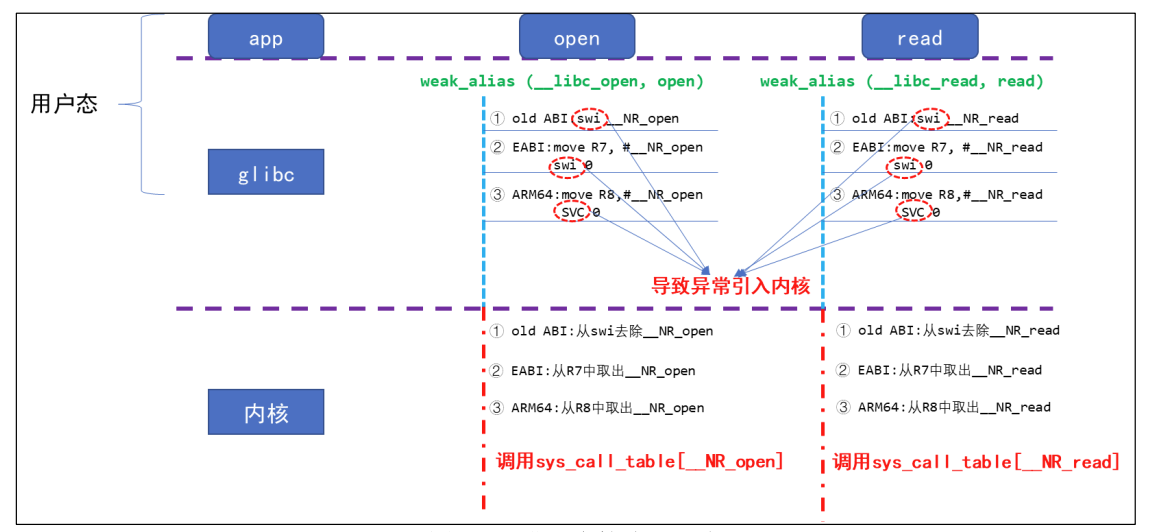 app
open
read
用户态
weak_alias (__libc_open, open)
weak_alias (__libc_read, read)
① old ABI:swi __NR_open
② EABI:move R7, #__NR_open
swi 0
③ ARM64:move R8,#__NR_open
SVC 0
① old ABI:swi __NR_read
② EABI:move R7, #__NR_read
swi 0
③ ARM64:move R8,#__NR_read
SVC 0
glibc
导致异常引入内核
内核
① old ABI:从swi去除__NR_open
② EABI:从R7中取出__NR_open
③ ARM64:从R8中取出__NR_open
调用sys_call_table[__NR_open]
① old ABI:从swi去除__NR_read
② EABI:从R7中取出__NR_read
③ ARM64:从R8中取出__NR_read
调用sys_call_table[__NR_read]